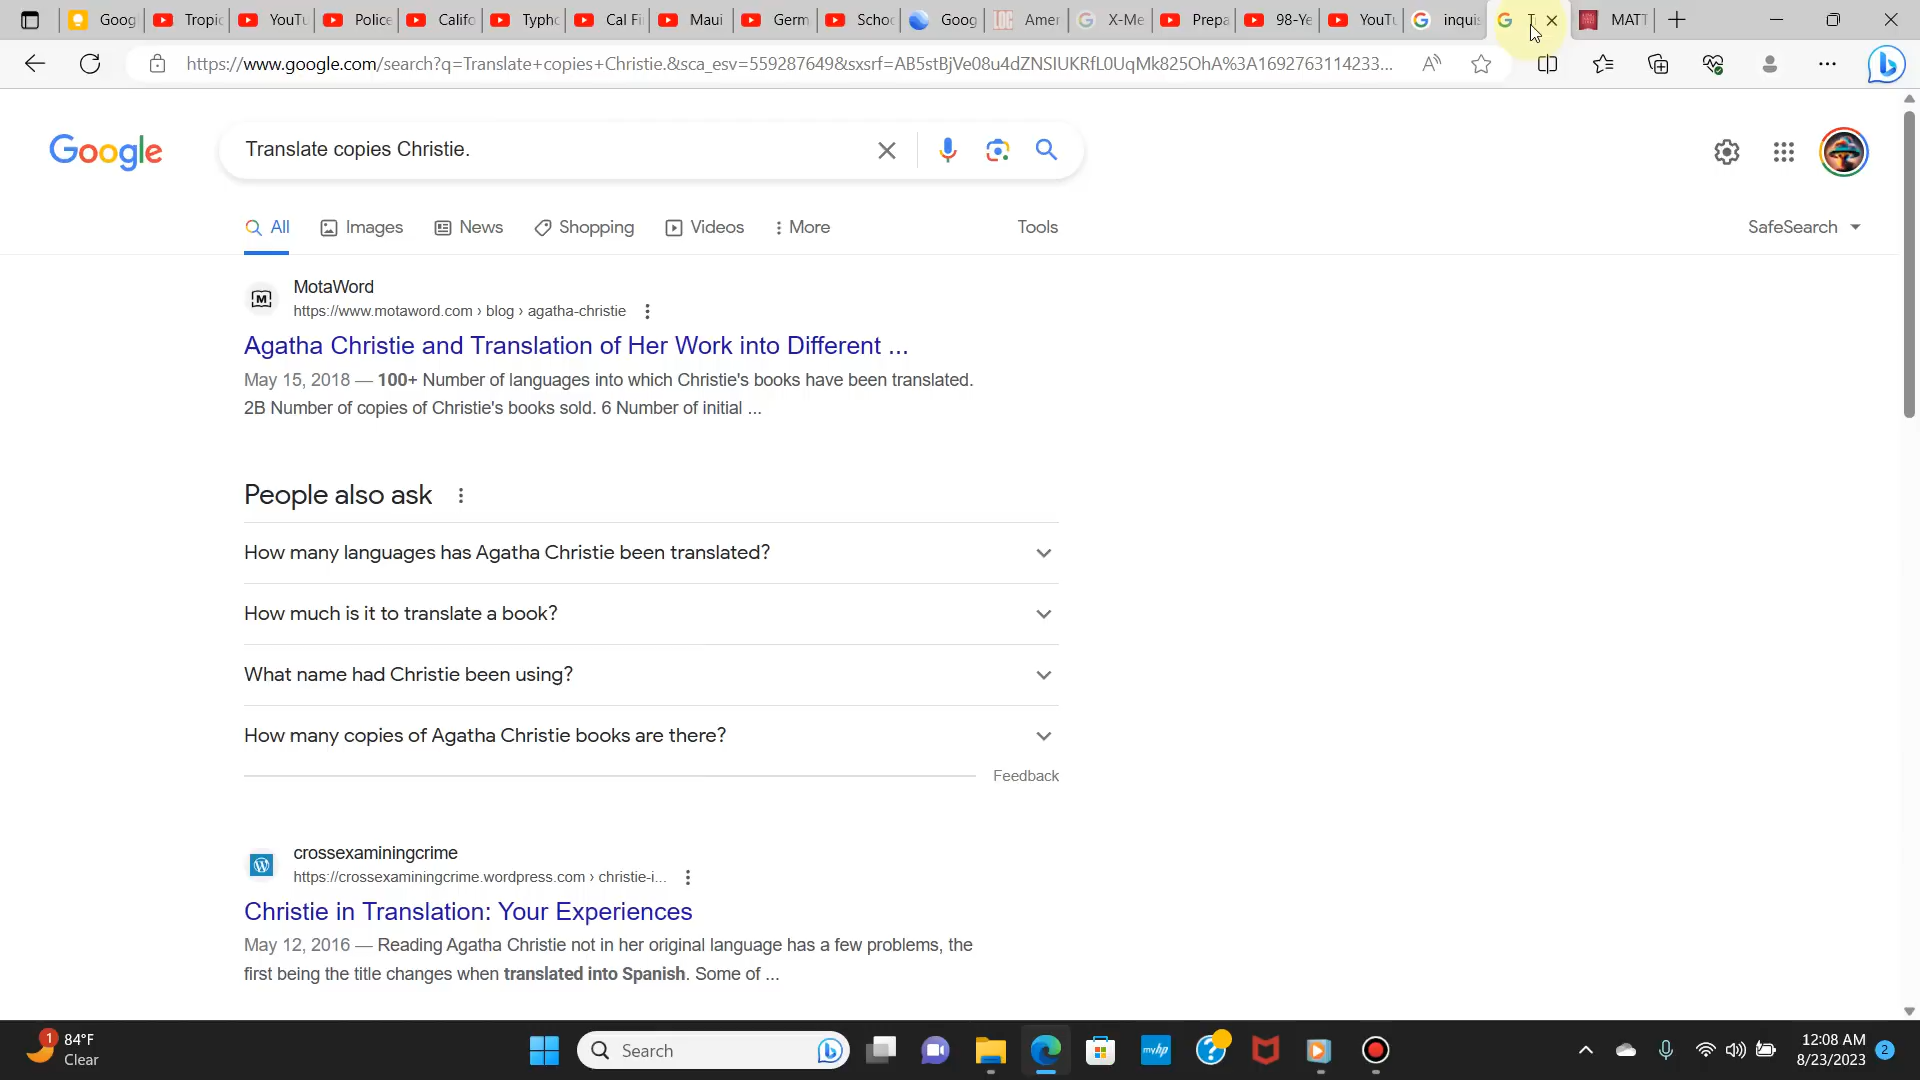 Goog
Tropic
YouTu
Police
Califo
Typho
Cal Fi
Maui
Germ
Schoo
Goog
Amer
X-Me
Prepa
98-Ye
YouTu
inquis
MATT
https://www.google.com/search?q=Translate+copies+Christie.&sca_esv=559287649&sxsrf=AB5stBjVe08u4dZNSIUKRfL0UqMk825OhA%3A1692763114233...
Google
Translate copies Christie.
All
Images
News
Shopping
Videos
More
Tools
SafeSearch
MotaWord
https://www.motaword.com › blog › agatha-christie
Agatha Christie and Translation of Her Work into Different ...
May 15, 2018 — 100+ Number of languages into which Christie's books have been translated.
2B Number of copies of Christie's books sold. 6 Number of initial ...
People also ask
How many languages has Agatha Christie been translated?
How much is it to translate a book?
What name had Christie been using?
How many copies of Agatha Christie books are there?
Feedback
crossexaminingcrime
https://crossexaminingcrime.wordpress.com › christie-i...
Christie in Translation: Your Experiences
May 12, 2016 — Reading Agatha Christie not in her original language has a few problems, the
first being the title changes when translated into Spanish. Some of ...
1
84°F
Clear
Search
myhp
12:08 AM
8/23/2023
2